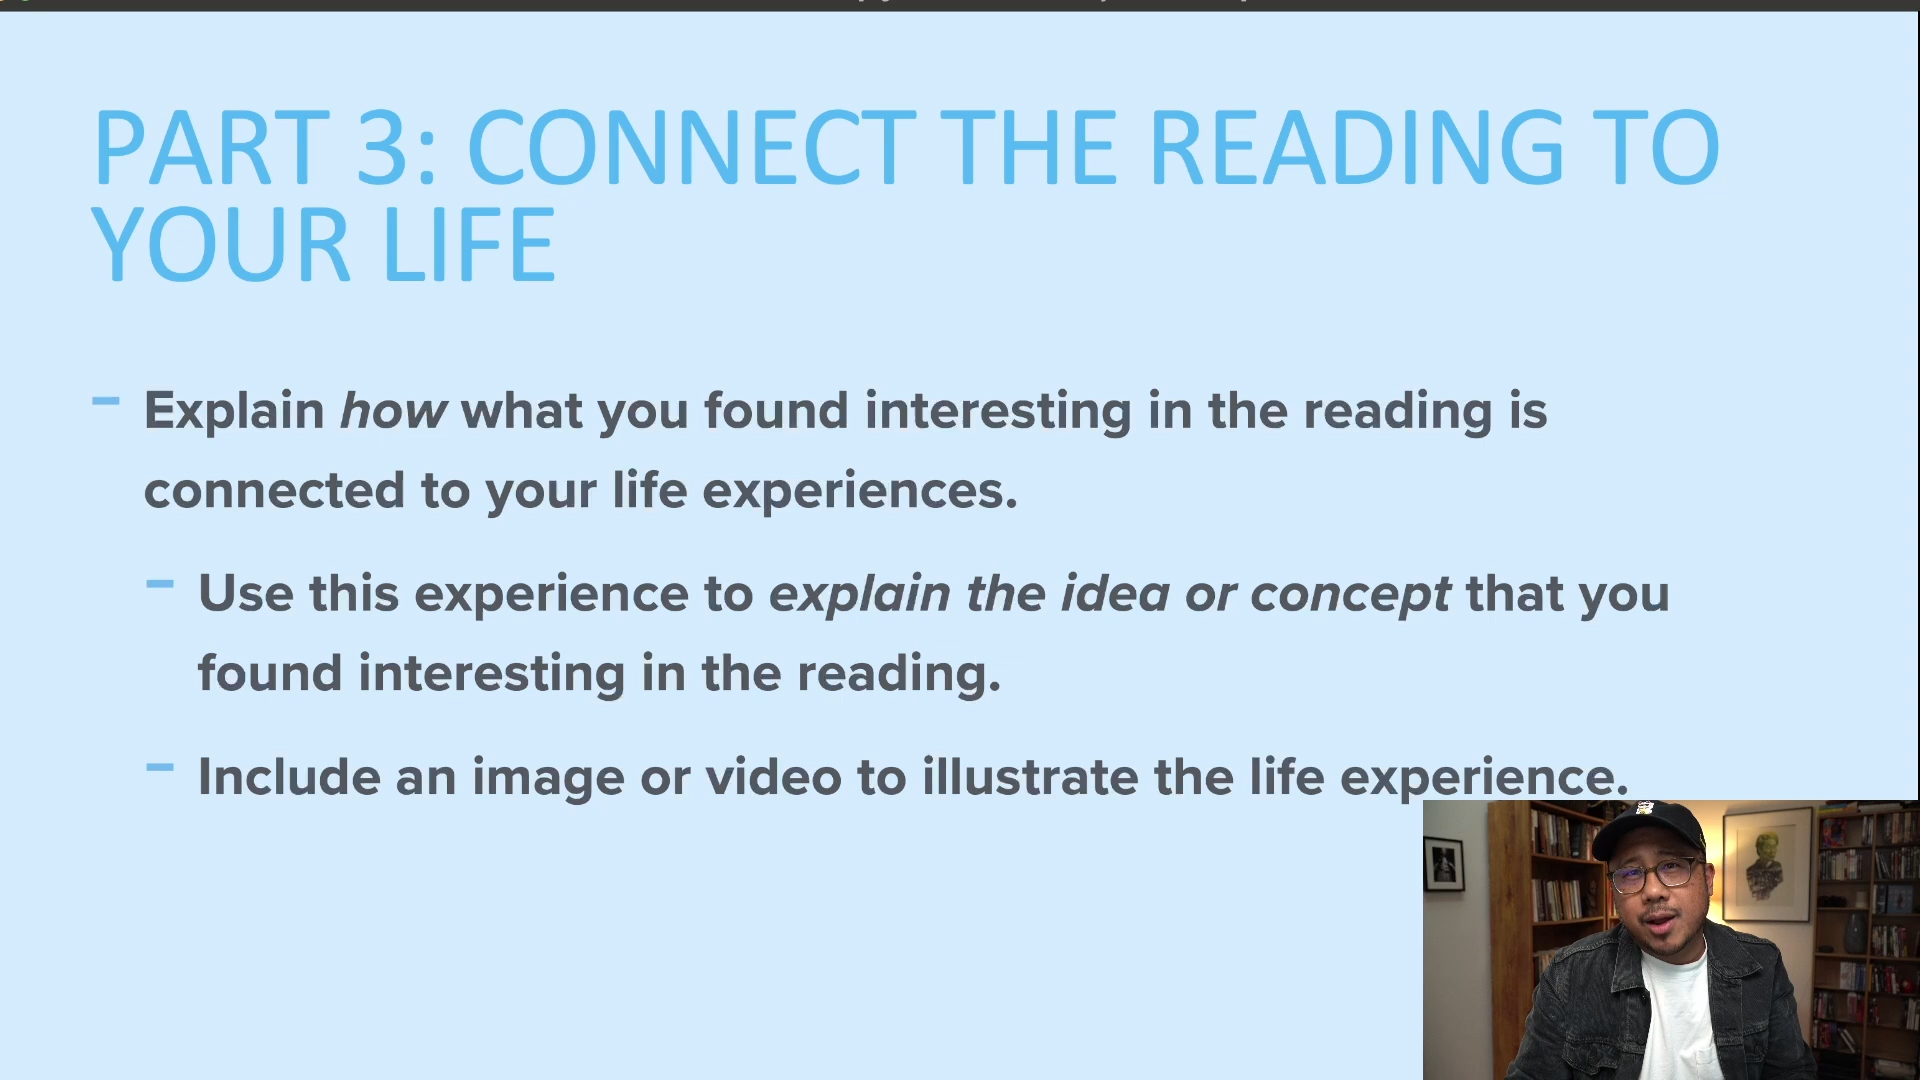 PART 3: CONNECT THE READING TO
YOUR LIFE
- Explain how what you found interesting in the reading is
connected to your life experiences.
- Use this experience to explain the idea or concept that you
found interesting in the reading.
- Include an image or video to illustrate the life experience.